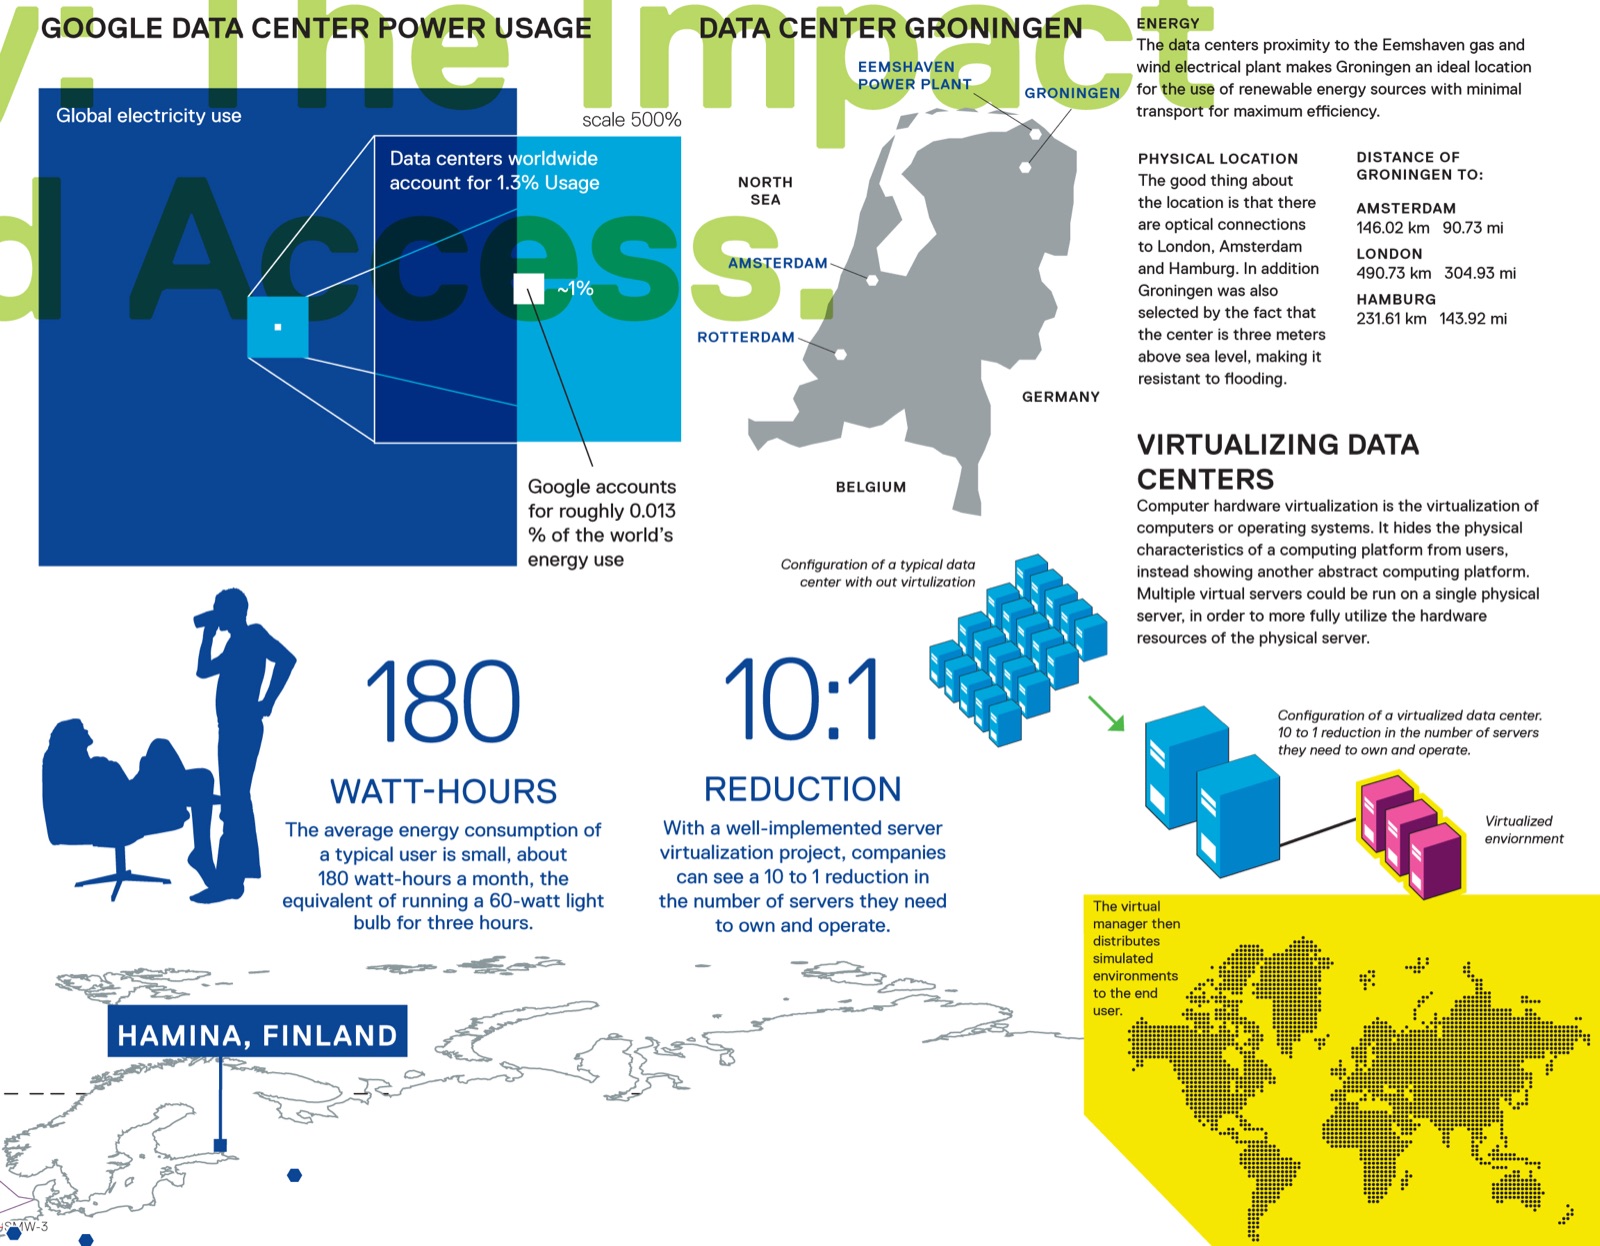 y: The Impact
d Access.
GOOGLE DATA CENTER POWER USAGE
Global electricity use
scale 500%
Data centers worldwide
account for 1.3% Usage
~1%
Google accounts
for roughly 0.013
% of the world's
energy use
DATA CENTER GRONINGEN
EEMSHAVEN
POWER PLANT
GRONINGEN
NORTH
SEA
AMSTERDAM
ROTTERDAM
GERMANY
BELGIUM
ENERGY
The data centers proximity to the Eemshaven gas and
wind electrical plant makes Groningen an ideal location
for the use of renewable energy sources with minimal
transport for maximum efficiency.
PHYSICAL LOCATION
The good thing about
the location is that there
are optical connections
to London, Amsterdam
and Hamburg. In addition
Groningen was also
selected by the fact that
the center is three meters
above sea level, making it
resistant to flooding.
DISTANCE OF
GRONINGEN TO:
AMSTERDAM
146.02 km 90.73 mi
LONDON
490.73 km 304.93 mi
HAMBURG
231.61 km 143.92 mi
VIRTUALIZING DATA
CENTERS
Computer hardware virtualization is the virtualization of
computers or operating systems. It hides the physical
characteristics of a computing platform from users,
instead showing another abstract computing platform.
Multiple virtual servers could be run on a single physical
server, in order to more fully utilize the hardware
resources of the physical server.
Configuration of a typical data
center with out virtulization
180
WATT-HOURS
The average energy consumption of
a typical user is small, about
180 watt-hours a month, the
equivalent of running a 60-watt light
bulb for three hours.
10:1
REDUCTION
With a well-implemented server
virtualization project, companies
can see a 10 to 1 reduction in
the number of servers they need
to own and operate.
Configuration of a virtualized data center.
10 to 1 reduction in the number of servers
they need to own and operate.
Virtualized
enviornment
The virtual
manager then
distributes
simulated
environments
to the end
user.
HAMINA, FINLAND
SMW-3